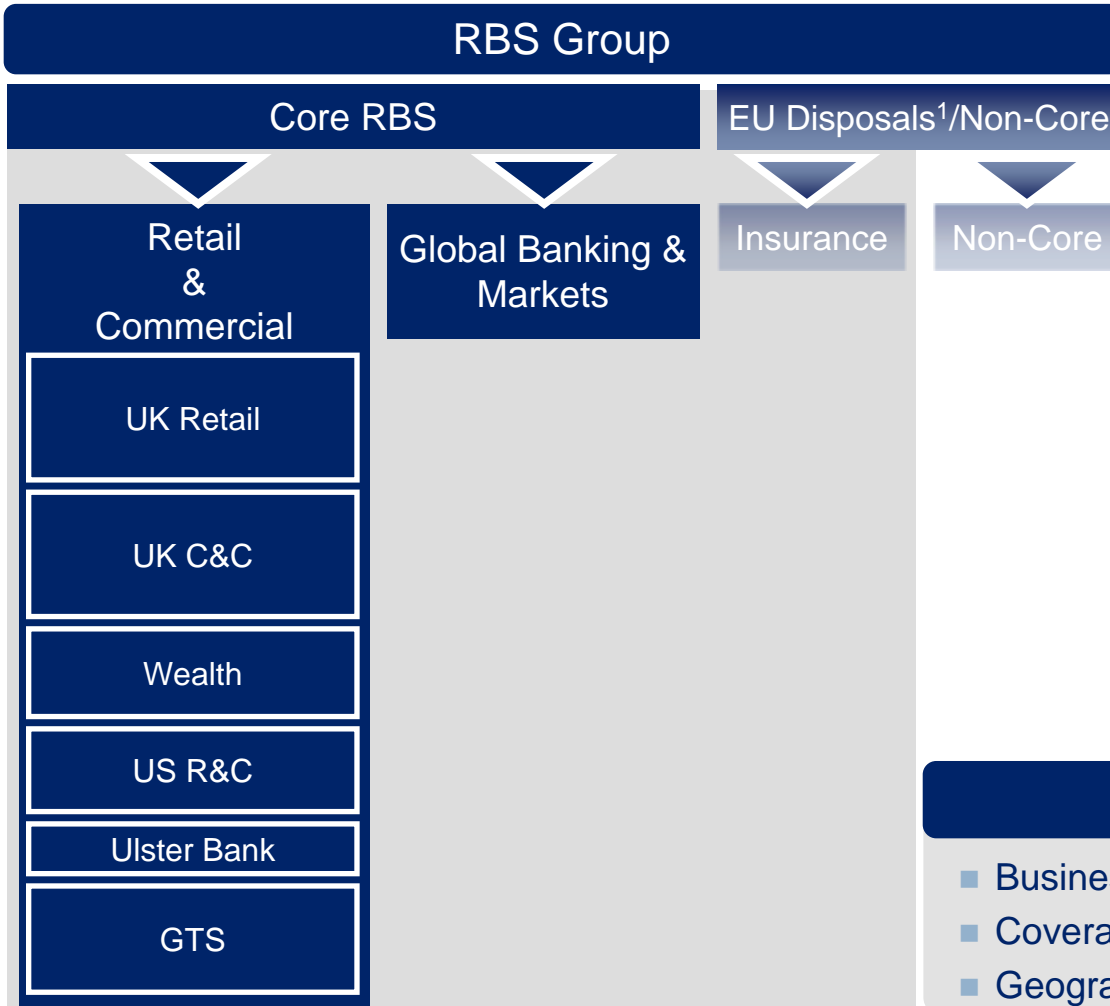 RBS Group
Core RBS
EU Disposals¹/Non-Core
Retail
&
Commercial
Global Banking &
Markets
Insurance
Non-Core
UK Retail
UK C&C
Wealth
US R&C
Ulster Bank
GTS